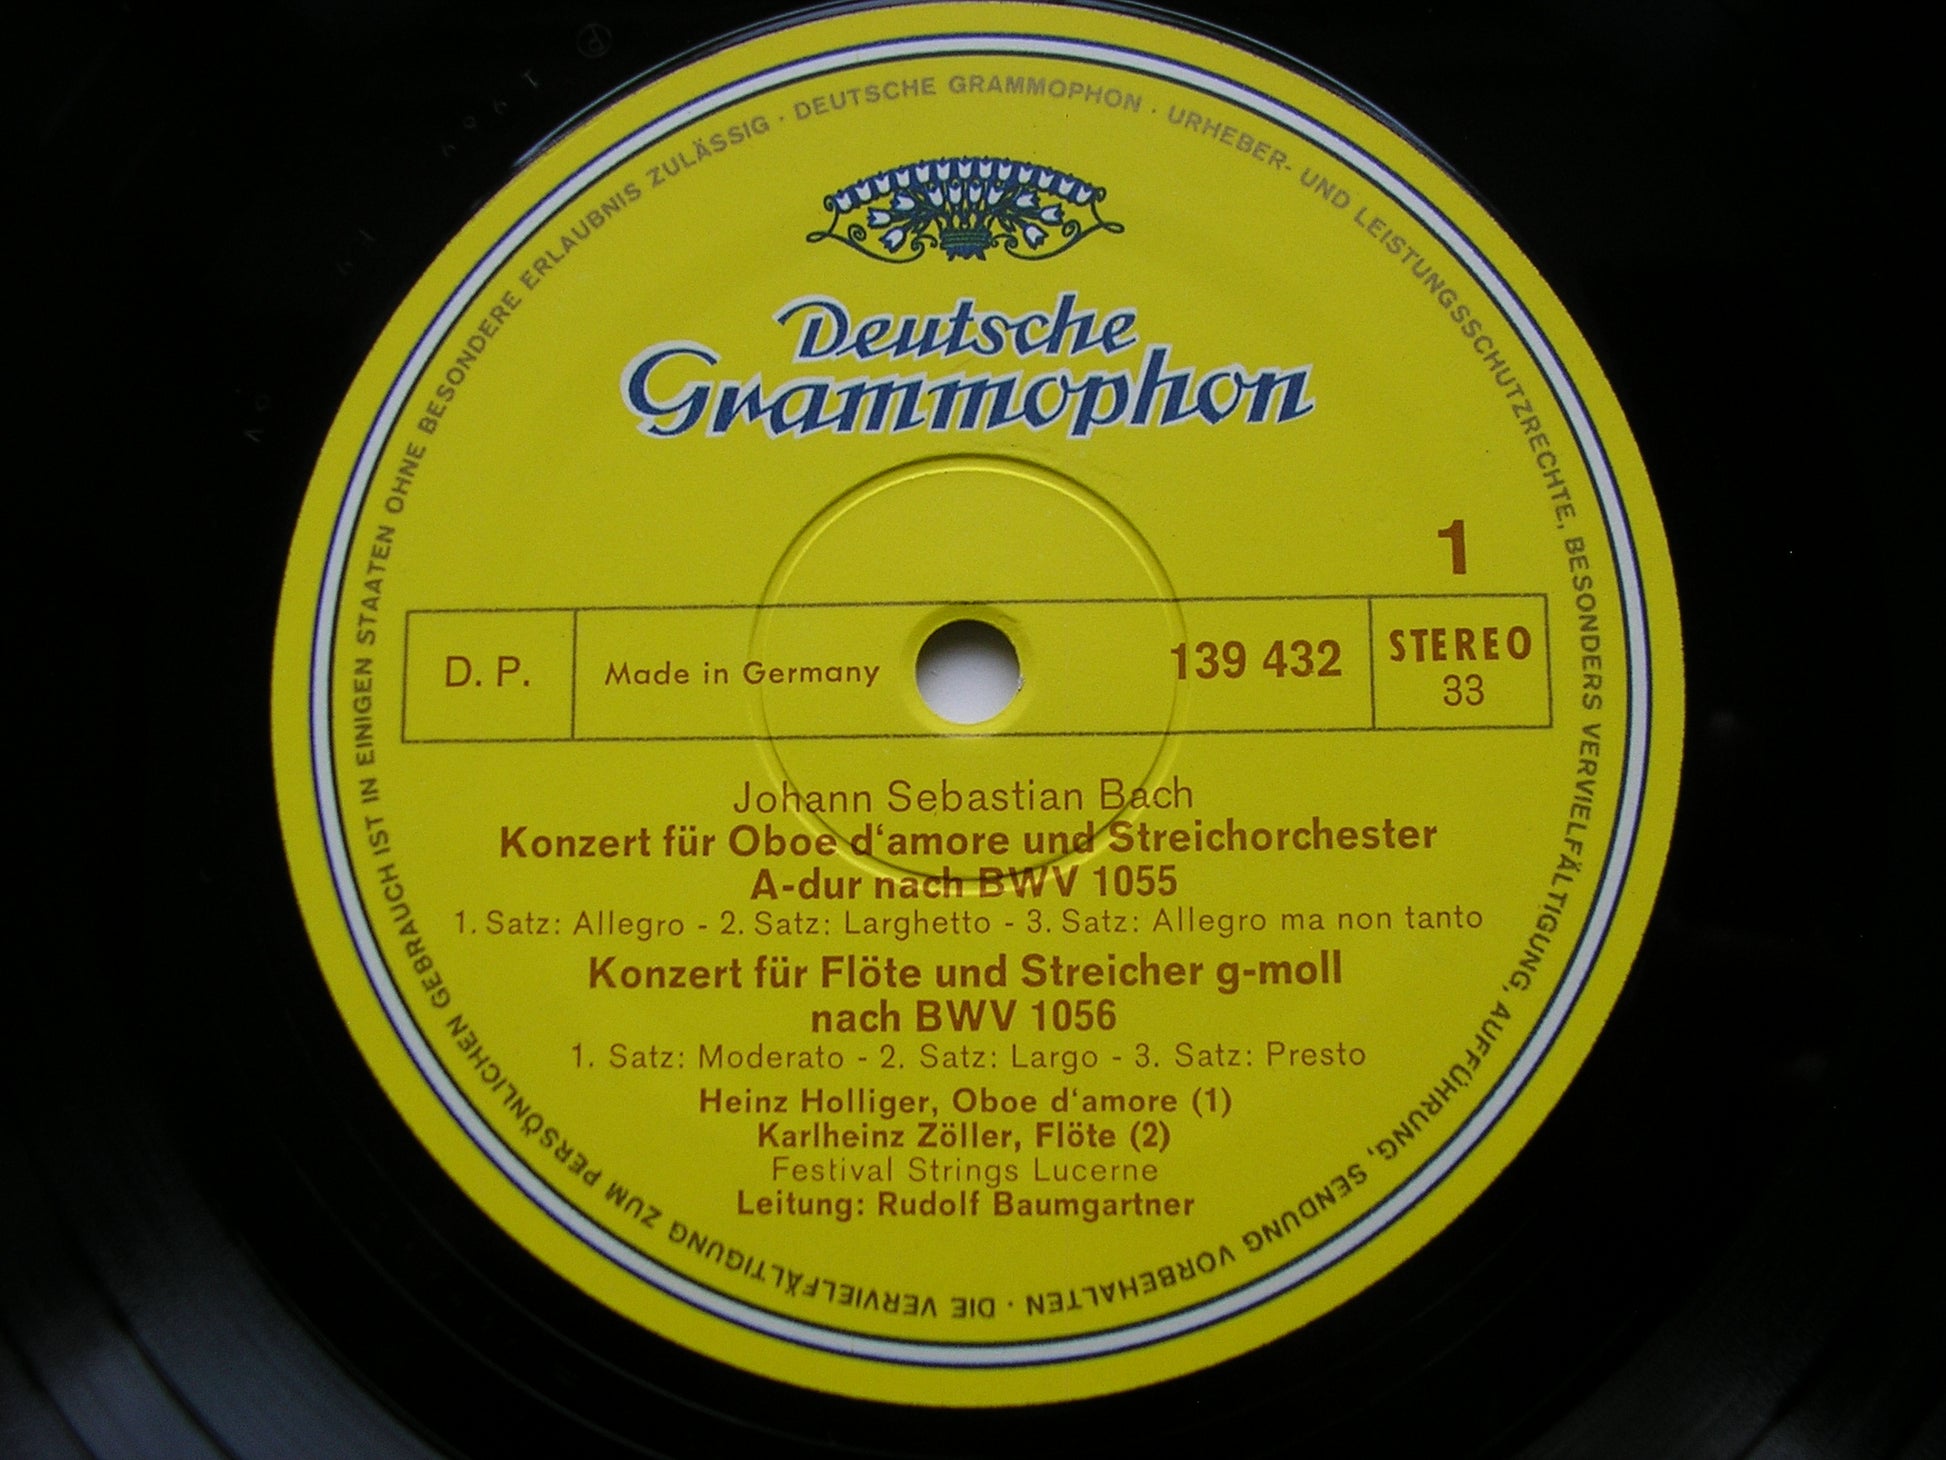 DEUTSCHE GRAMMOPHON · URHEBER- UND LEISTUNGSSCHUTZRECHTE, BESONDERS VERVIELFÄLTIGUNG, AUFFÜHRUNG, SENDUNG VORBEHALTEN · DIE VERVIELFÄLTIGUNG ZUM PERSÖNLICHEN GEBRAUCH IST IN EINIGEN STAATEN OHNE BESONDERE ERLAUBNIS ZULÄSSIG ·
Deutsche
Grammophon
1
D. P. Made in Germany 139 432 STEREO
33
Johann Sebastian Bach
Konzert für Oboe d'amore und Streichorchester
A-dur nach BWV 1055
1. Satz: Allegro - 2. Satz: Larghetto - 3. Satz: Allegro ma non tanto
Konzert für Flöte und Streicher g-moll
nach BWV 1056
1. Satz: Moderato - 2. Satz: Largo - 3. Satz: Presto
Heinz Holliger, Oboe d'amore (1)
Karlheinz Zöller, Flöte (2)
Festival Strings Lucerne
Leitung: Rudolf Baumgartner